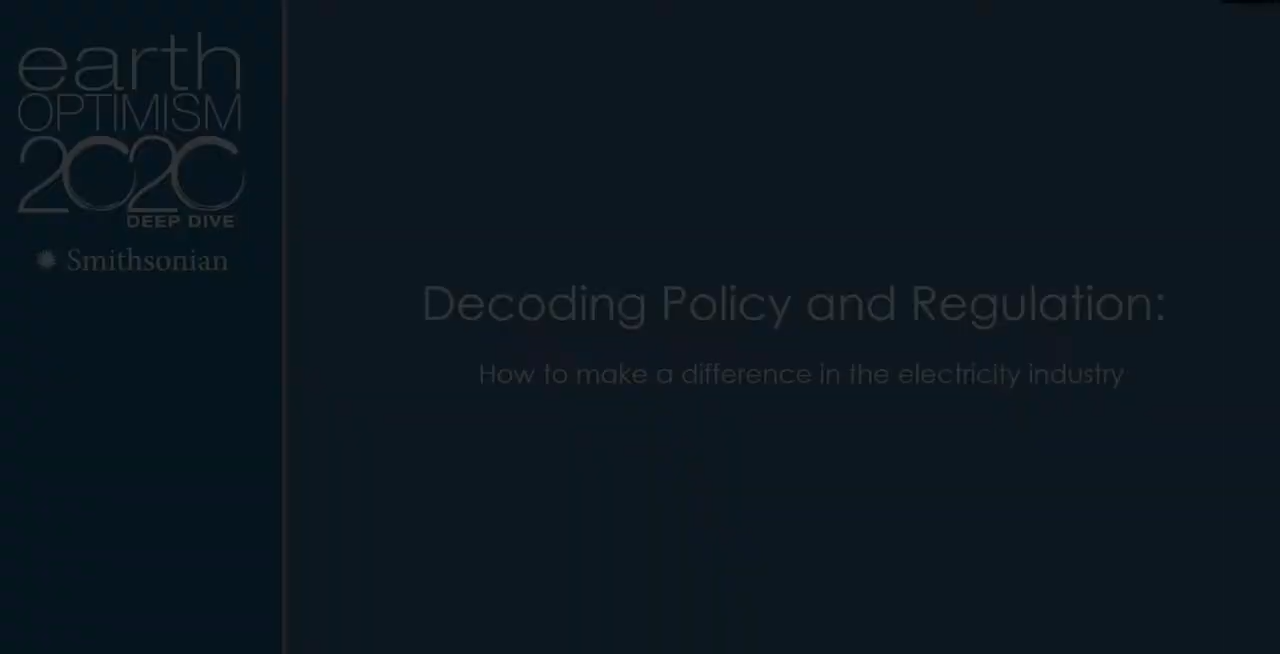 earth
OPTIMISM
2020
DEEP DIVE
Smithsonian
Decoding Policy and Regulation:
How to make a difference in the electricity industry